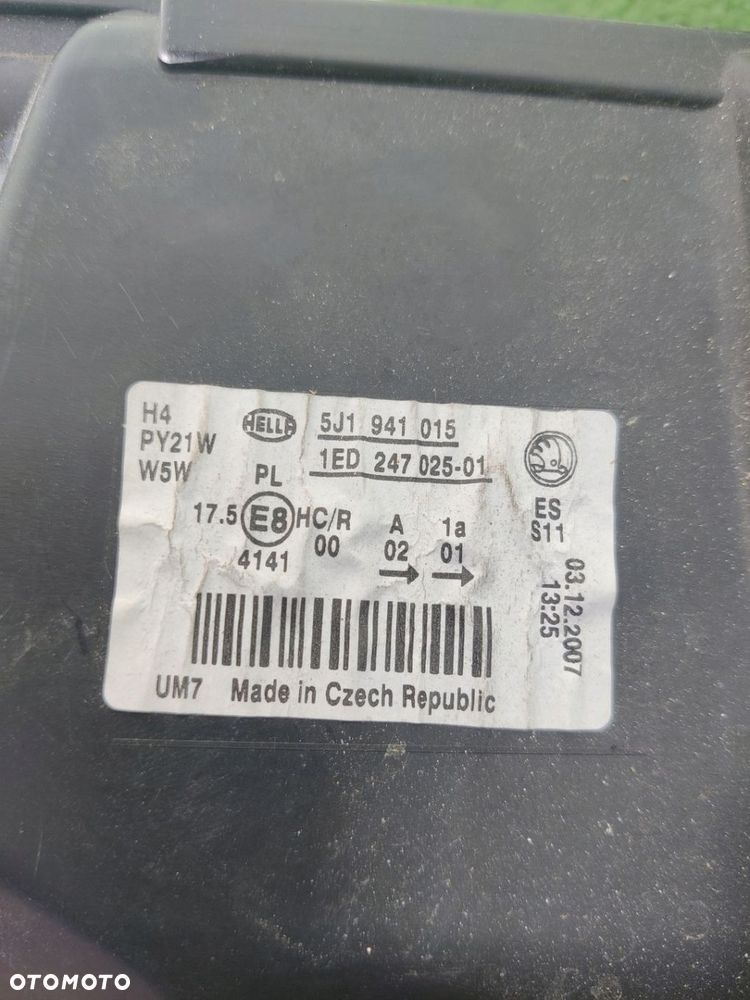 H4
PY21W
W5W
HELLA
5J1 941 015
1ED 247 025-01
PL
17.5 E8 HC/R
00
4141
A
02
→
1a
01
→
ES
S11
03.12.2007
13:25
UM7 Made in Czech Republic
OTOMOTO